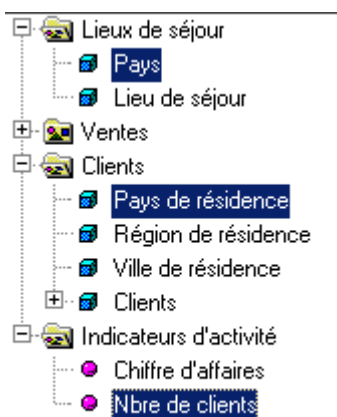 Lieux de séjour
Pays
Lieu de séjour
Ventes
Clients
Pays de résidence
Région de résidence
Ville de résidence
Clients
Indicateurs d'activité
Chiffre d'affaires
Nbre de clients